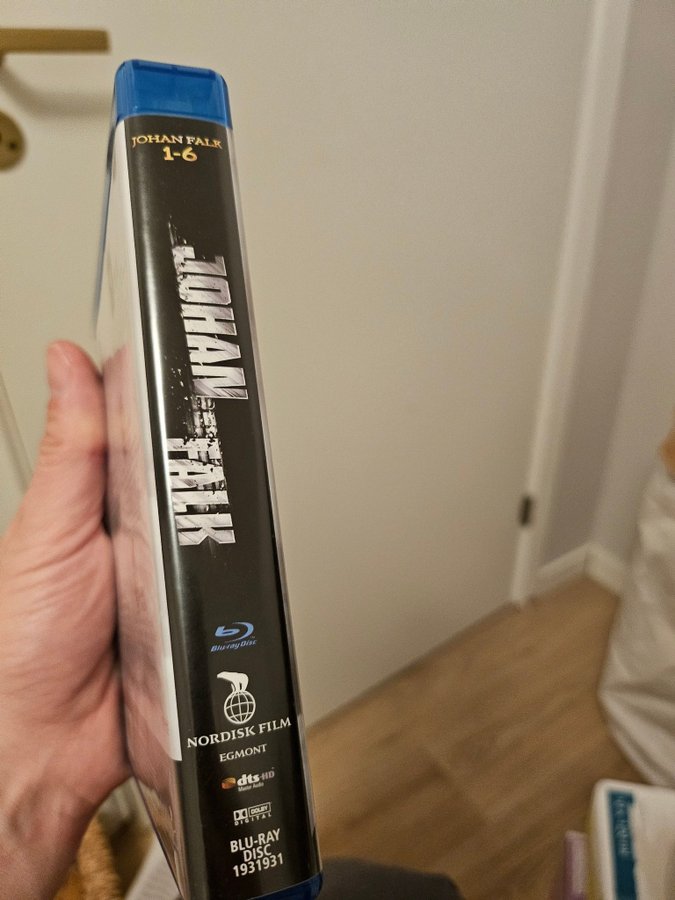 JOHAN FALK
1-6
JOHAN FALK
Blu-ray Disc
NORDISK FILM
EGMONT
dts-HD
Master Audio
DOLBY
DIGITAL
BLU-RAY
DISC
1931931